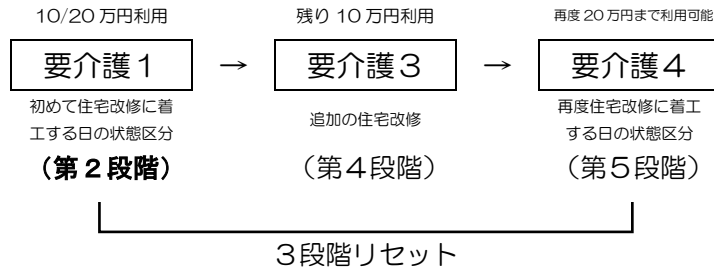 10/20万円利用
残り10万円利用
再度20万円まで利用可能
要介護1
→
要介護3
→
要介護4
初めて住宅改修に着
工する日の状態区分
追加の住宅改修
再度住宅改修に着工
する日の状態区分
（第2段階）
（第4段階）
（第5段階）
3段階リセット